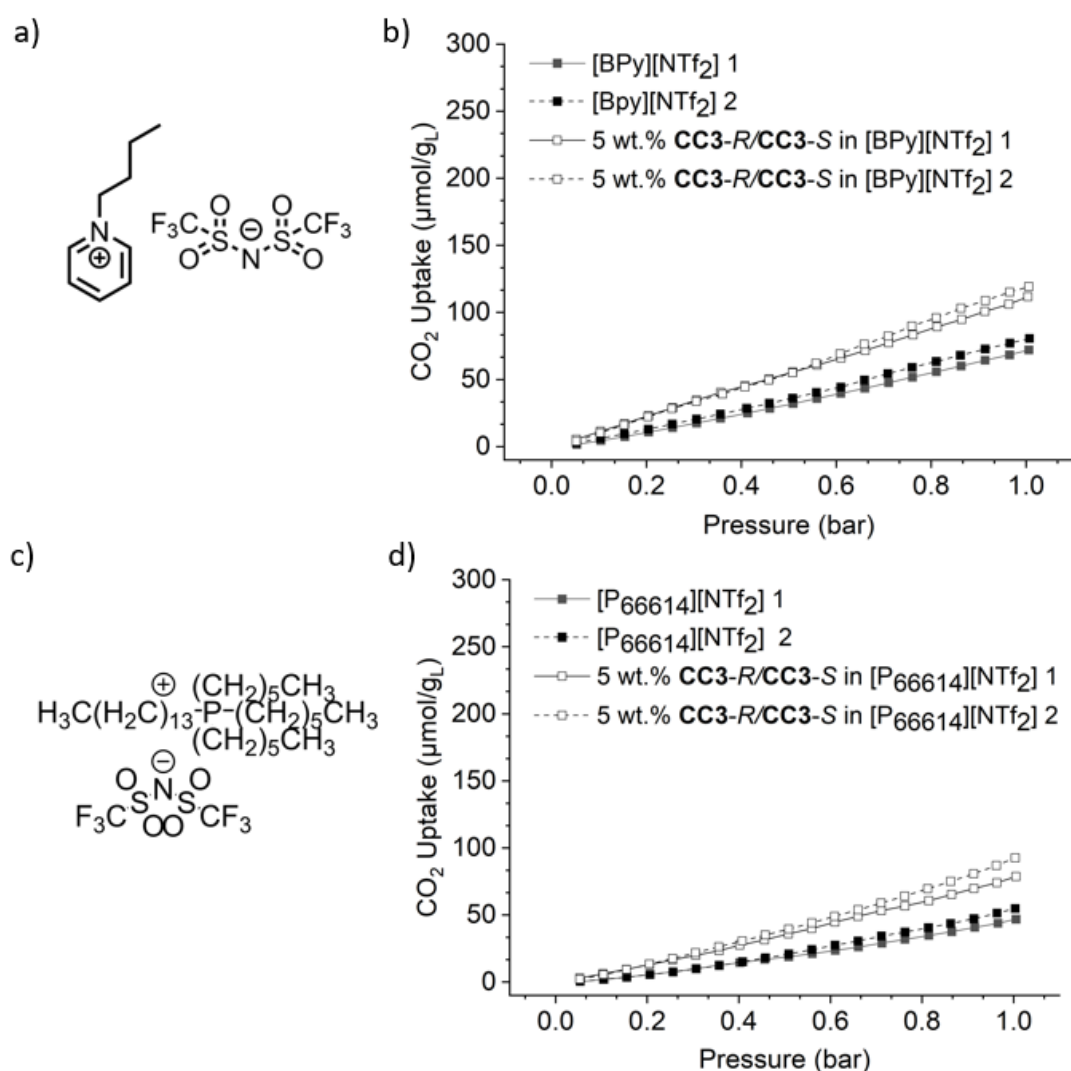 a)
N
⊕
F₃C
O
O
CF₃
S
⊖
S
O
N
O
b)
300
250
200
150
100
50
0
CO₂ Uptake (µmol/gL)
[BPy][NTf₂] 1
[Bpy][NTf₂] 2
5 wt.% CC3-R/CC3-S in [BPy][NTf₂] 1
5 wt.% CC3-R/CC3-S in [BPy][NTf₂] 2
0.0 0.2 0.4 0.6 0.8 1.0
Pressure (bar)
c)
⊕ (CH₂)₅CH₃
H₃C(H₂C)₁₃-P-(CH₂)₅CH₃
(CH₂)₅CH₃
⊖
O N O
S S
F₃C OO CF₃
d)
300
250
200
150
100
50
0
CO₂ Uptake (µmol/gL)
[P₆₆₆₁₄][NTf₂] 1
[P₆₆₆₁₄][NTf₂] 2
5 wt.% CC3-R/CC3-S in [P₆₆₆₁₄][NTf₂] 1
5 wt.% CC3-R/CC3-S in [P₆₆₆₁₄][NTf₂] 2
0.0 0.2 0.4 0.6 0.8 1.0
Pressure (bar)